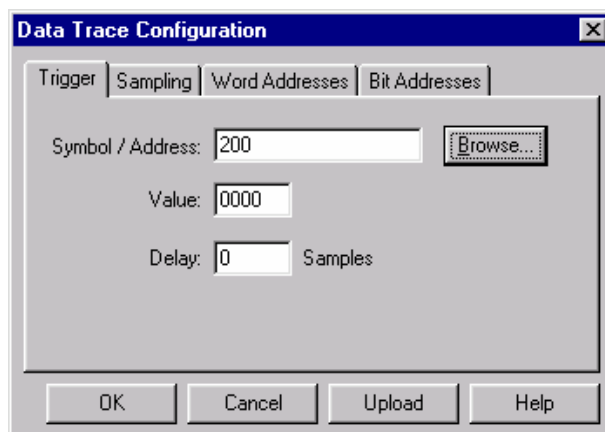 Data Trace Configuration
Trigger Sampling Word Addresses Bit Addresses
Symbol / Address: 200 Browse...
Value: 0000
Delay: 0 Samples
OK Cancel Upload Help